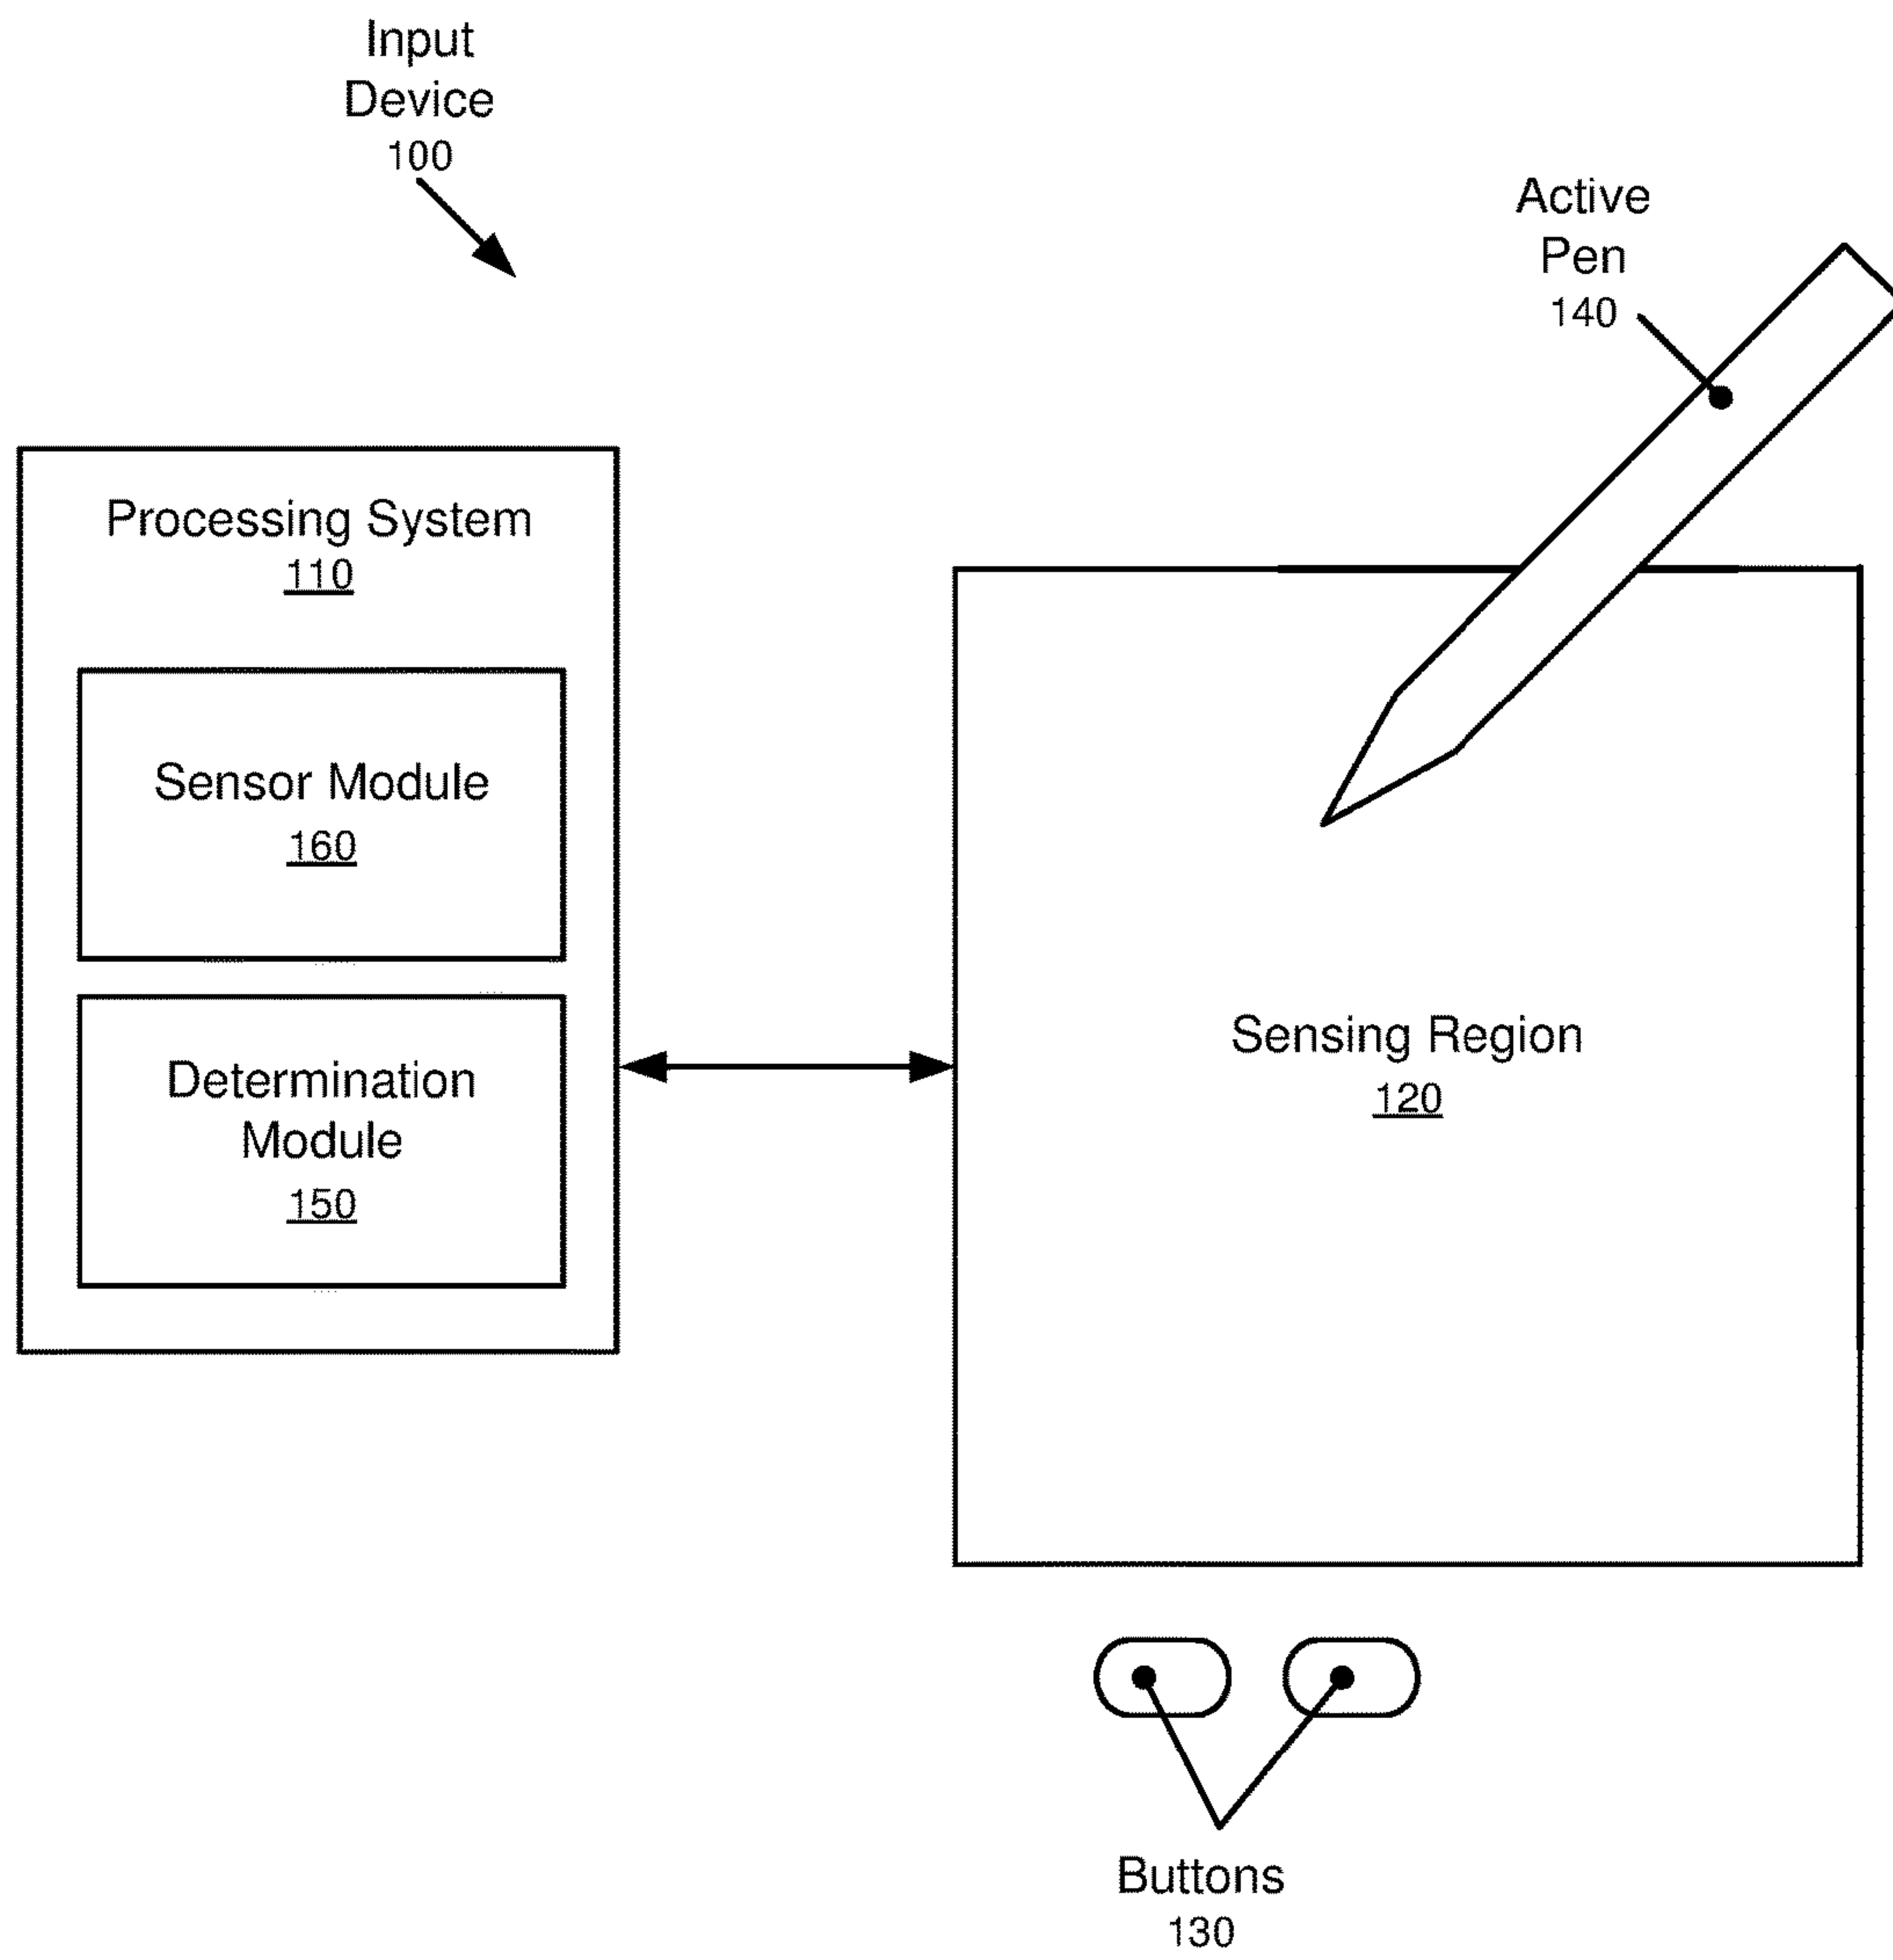 Input
Device
100
Active
Pen
140
Processing System
110
Sensor Module
160
Determination
Module
150
Sensing Region
120
Buttons
130